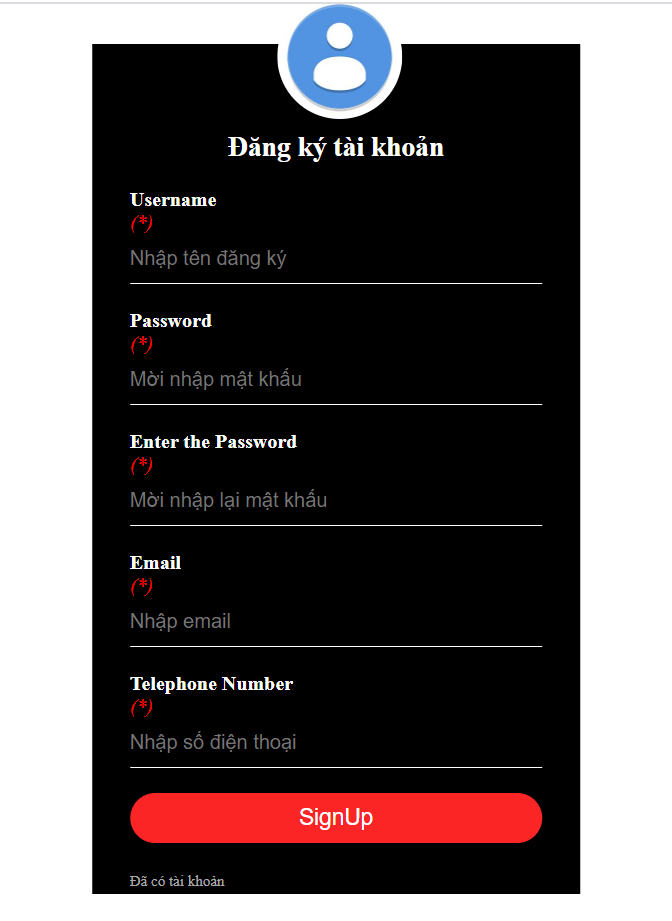 Đăng ký tài khoản
Username
(*)
Nhập tên đăng ký
Password
(*)
Mời nhập mật khẩu
Enter the Password
(*)
Mời nhập lại mật khẩu
Email
(*)
Nhập email
Telephone Number
(*)
Nhập số điện thoại
SignUp
Đã có tài khoản